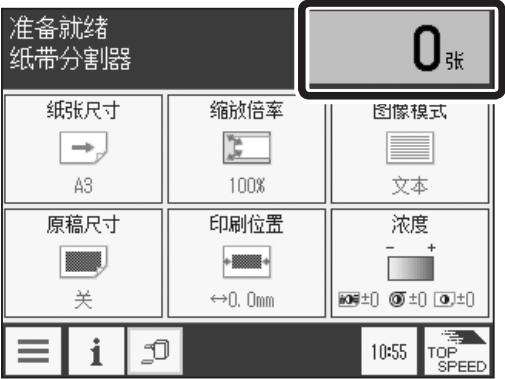 准备就绪
纸带分割器
0张
纸张尺寸
A3
缩放倍率
100%
图像模式
文本
原稿尺寸
关
印刷位置
↔0.0mm
浓度
- +
±0 ±0 ±0
i
10:55
TOP
SPEED